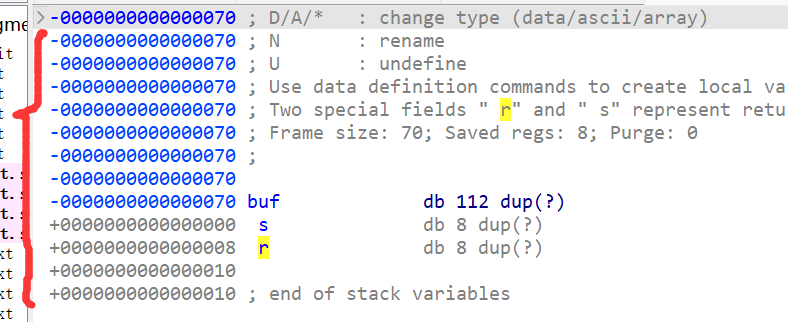 gme
it
t
t
t
t
t
t. s
t. s
t. s
t. s
xt
xt
xt
xt
-0000000000000070 ; D/A/*   : change type (data/ascii/array)
-0000000000000070 ; N       : rename
-0000000000000070 ; U       : undefine
-0000000000000070 ; Use data definition commands to create local va
-0000000000000070 ; Two special fields " r" and " s" represent retu
-0000000000000070 ; Frame size: 70; Saved regs: 8; Purge: 0
-0000000000000070 ;
-0000000000000070
-0000000000000070 buf             db 112 dup(?)
+0000000000000000  s              db 8 dup(?)
+0000000000000008  r              db 8 dup(?)
+0000000000000010
+0000000000000010 ; end of stack variables